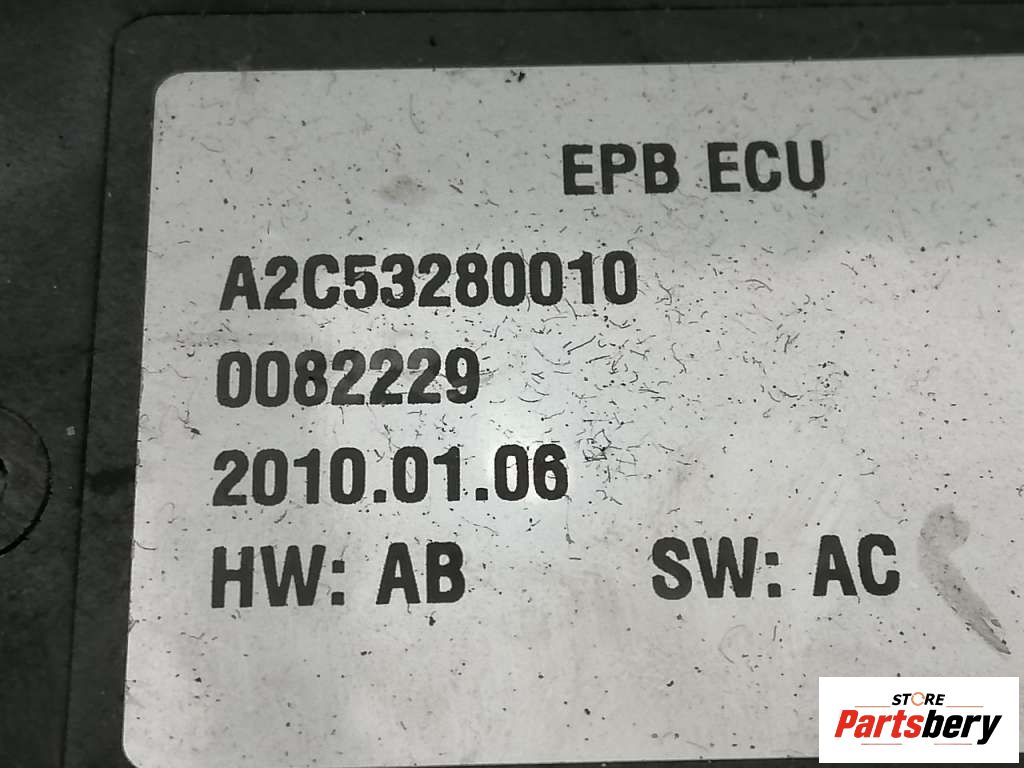 EPB ECU
A2C53280010
0082229
2010.01.06
HW: AB SW: AC
STORE
Partsbery